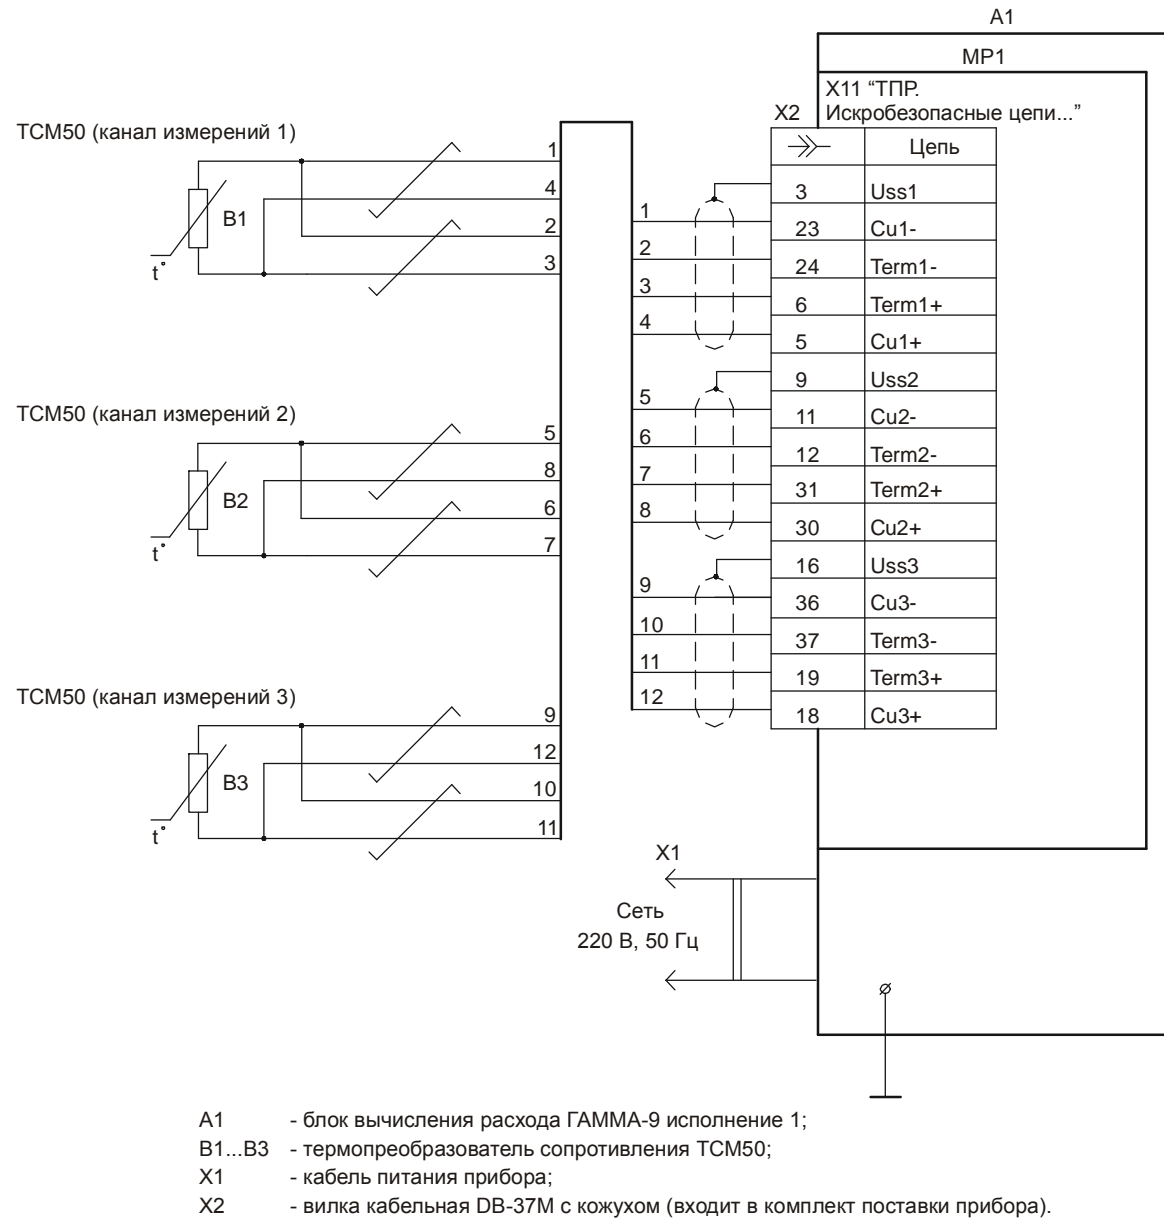 A1
MP1
X11 “ТПР.
X2 Искробезопасные цепи...”
Цепь
ТСМ50 (канал измерений 1)
B1
t°
1
4
2
3
1
2
3
4
3 Uss1
23 Cu1-
24 Term1-
6 Term1+
5 Cu1+
ТСМ50 (канал измерений 2)
B2
t°
5
8
6
7
5
6
7
8
9 Uss2
11 Cu2-
12 Term2-
31 Term2+
30 Cu2+
ТСМ50 (канал измерений 3)
B3
t°
9
12
10
11
9
10
11
12
16 Uss3
36 Cu3-
37 Term3-
19 Term3+
18 Cu3+
X1
Сеть
220 В, 50 Гц
A1 - блок вычисления расхода ГАММА-9 исполнение 1;
B1...B3 - термопреобразователь сопротивления ТСМ50;
X1 - кабель питания прибора;
X2 - вилка кабельная DB-37M с кожухом (входит в комплект поставки прибора).